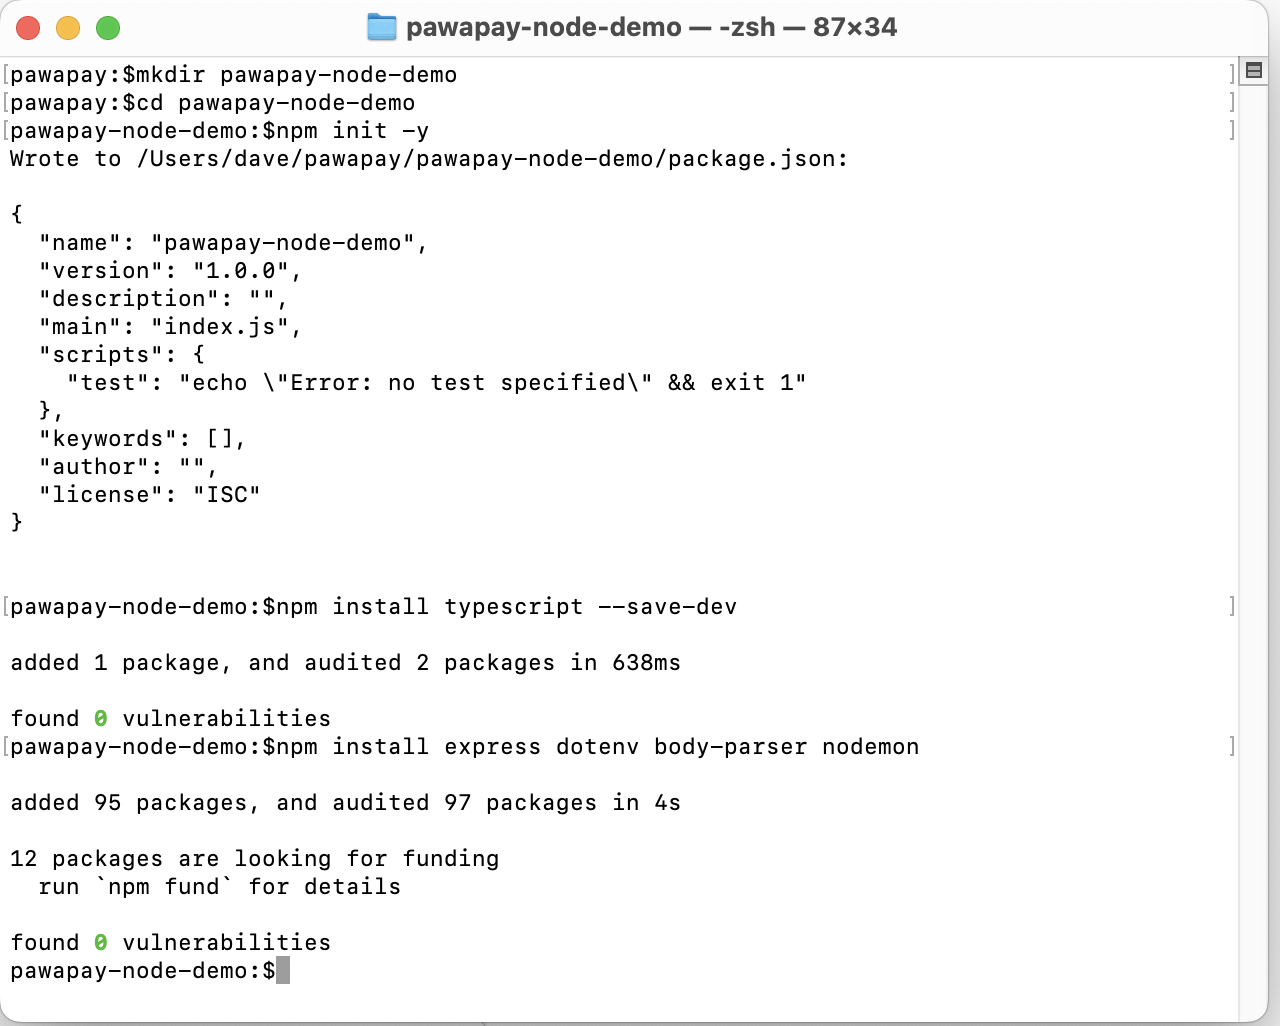 pawapay-node-demo — -zsh — 87×34
[pawapay:$mkdir pawapay-node-demo ]
[pawapay:$cd pawapay-node-demo ]
[pawapay-node-demo:$npm init -y ]
Wrote to /Users/dave/pawapay/pawapay-node-demo/package.json:

{
  "name": "pawapay-node-demo",
  "version": "1.0.0",
  "description": "",
  "main": "index.js",
  "scripts": {
    "test": "echo \"Error: no test specified\" && exit 1"
  },
  "keywords": [],
  "author": "",
  "license": "ISC"
}

[pawapay-node-demo:$npm install typescript --save-dev ]

added 1 package, and audited 2 packages in 638ms

found 0 vulnerabilities
[pawapay-node-demo:$npm install express dotenv body-parser nodemon ]

added 95 packages, and audited 97 packages in 4s

12 packages are looking for funding
  run `npm fund` for details

found 0 vulnerabilities
pawapay-node-demo:$